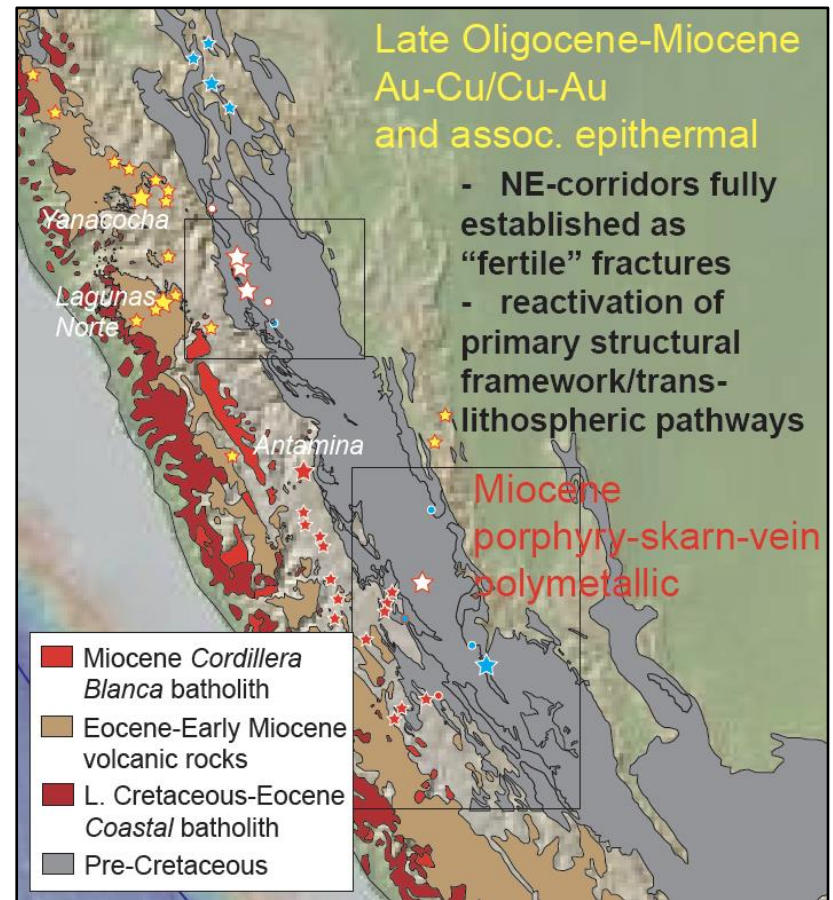 Late Oligocene-Miocene
Au-Cu/Cu-Au
and assoc. epithermal
- NE-corridors fully
established as
“fertile” fractures
- reactivation of
primary structural
framework/trans-
lithospheric pathways
Yanacocha
Lagunas
Norte
Antamina
Miocene
porphyry-skarn-vein
polymetallic
Miocene Cordillera
Blanca batholith
Eocene-Early Miocene
volcanic rocks
L. Cretaceous-Eocene
Coastal batholith
Pre-Cretaceous